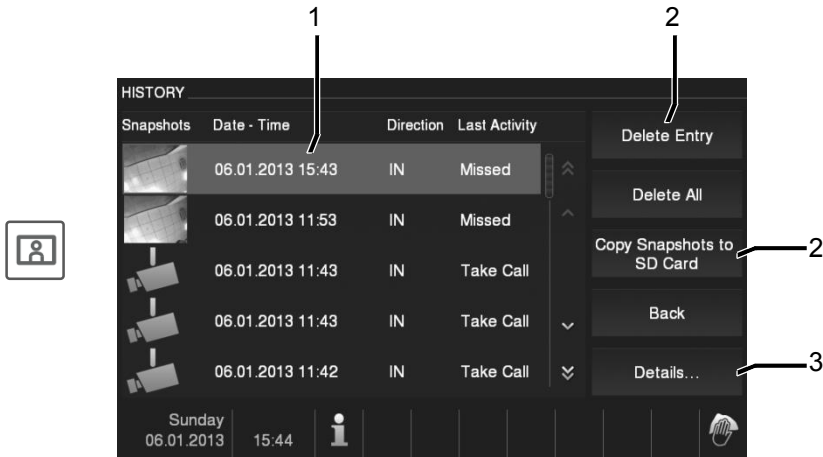 1
2
HISTORY
Snapshots Date - Time Direction Last Activity
06.01.2013 15:43 IN Missed
06.01.2013 11:53 IN Missed
06.01.2013 11:43 IN Take Call
06.01.2013 11:43 IN Take Call
06.01.2013 11:42 IN Take Call
Delete Entry
Delete All
Copy Snapshots to
SD Card
2
Back
Details...
3
Sunday
06.01.2013 15:44